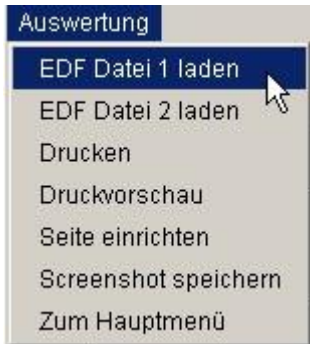 Auswertung
EDF Datei 1 laden
EDF Datei 2 laden
Drucken
Druckvorschau
Seite einrichten
Screenshot speichern
Zum Hauptmenü